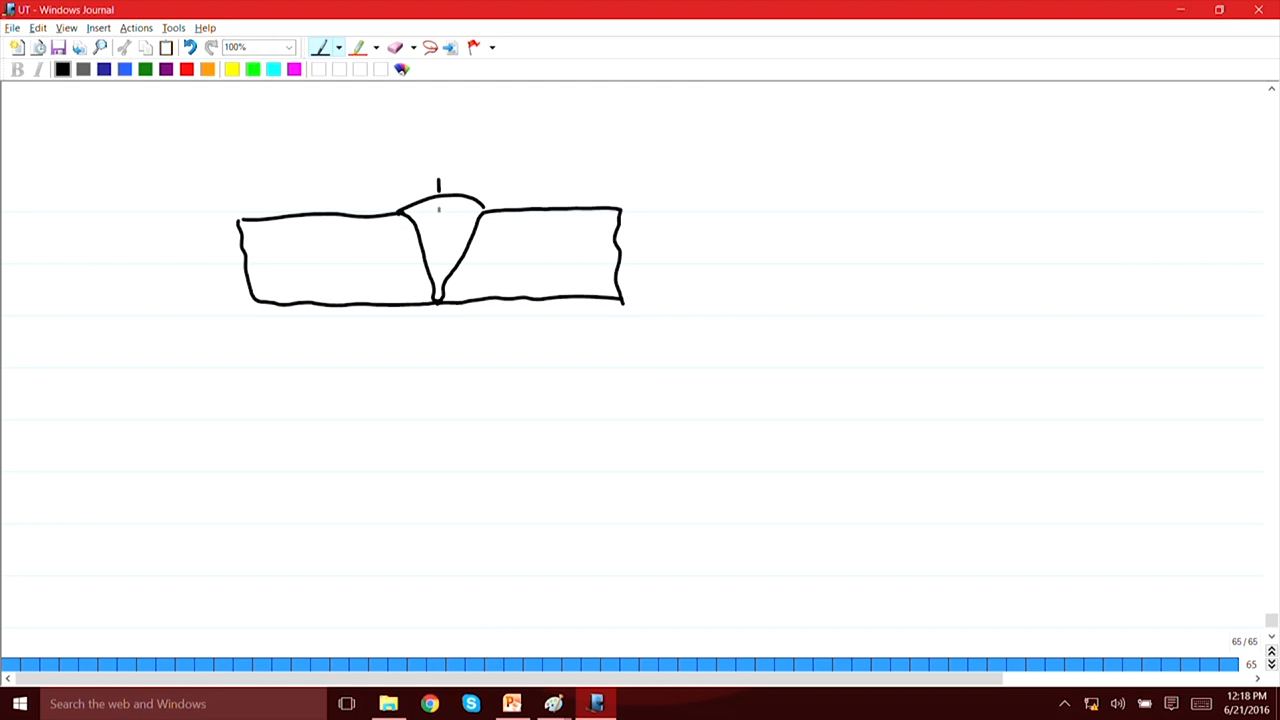 UT - Windows Journal
File Edit View Insert Actions Tools Help
100%
B I
65 / 65
65
Search the web and Windows
12:18 PM
6/21/2016